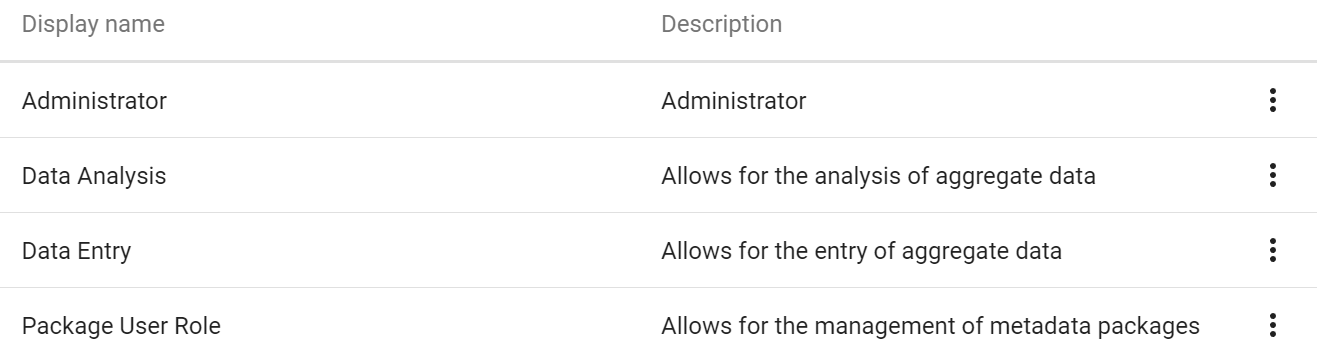 Display name Description
Administrator Administrator
Data Analysis Allows for the analysis of aggregate data
Data Entry Allows for the entry of aggregate data
Package User Role Allows for the management of metadata packages